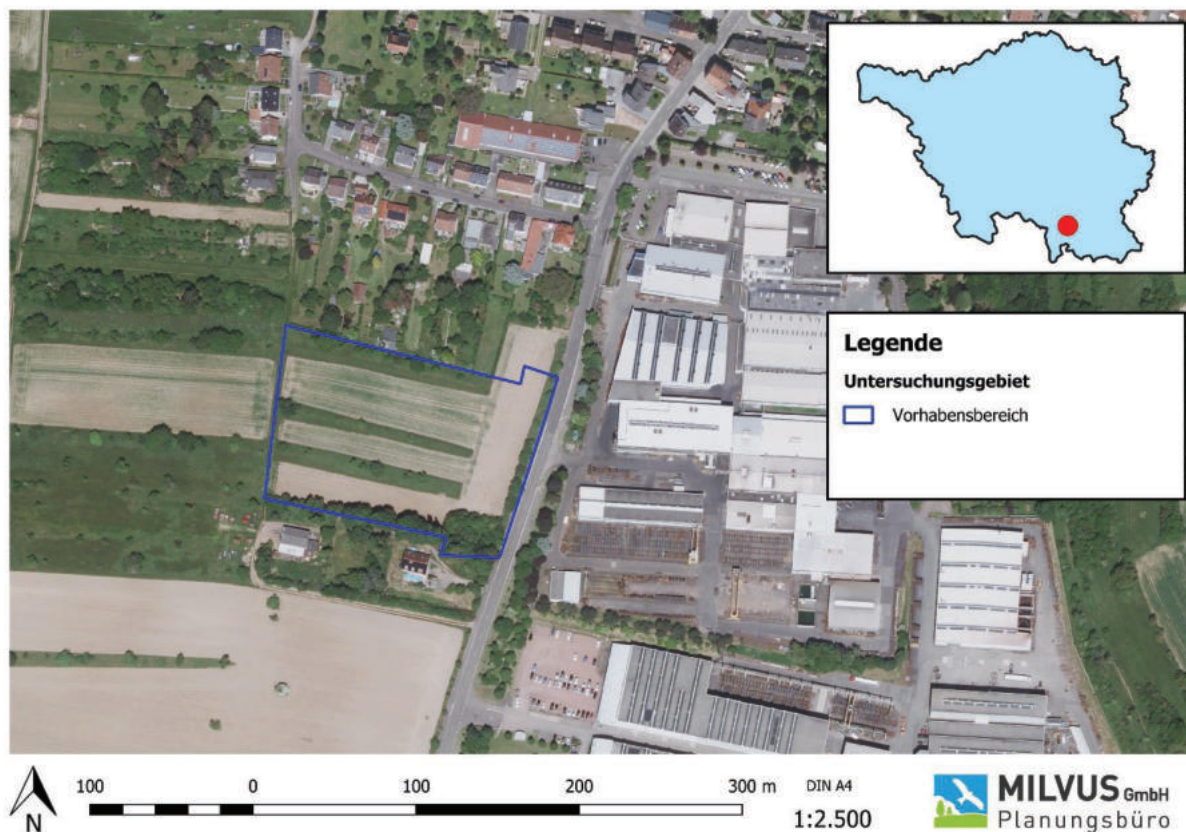 Legende
Untersuchungsgebiet
Vorhabensbereich
N
100 0 100 200 300 m
DIN A4
1:2.500
MILVUS GmbH
Planungsbüro